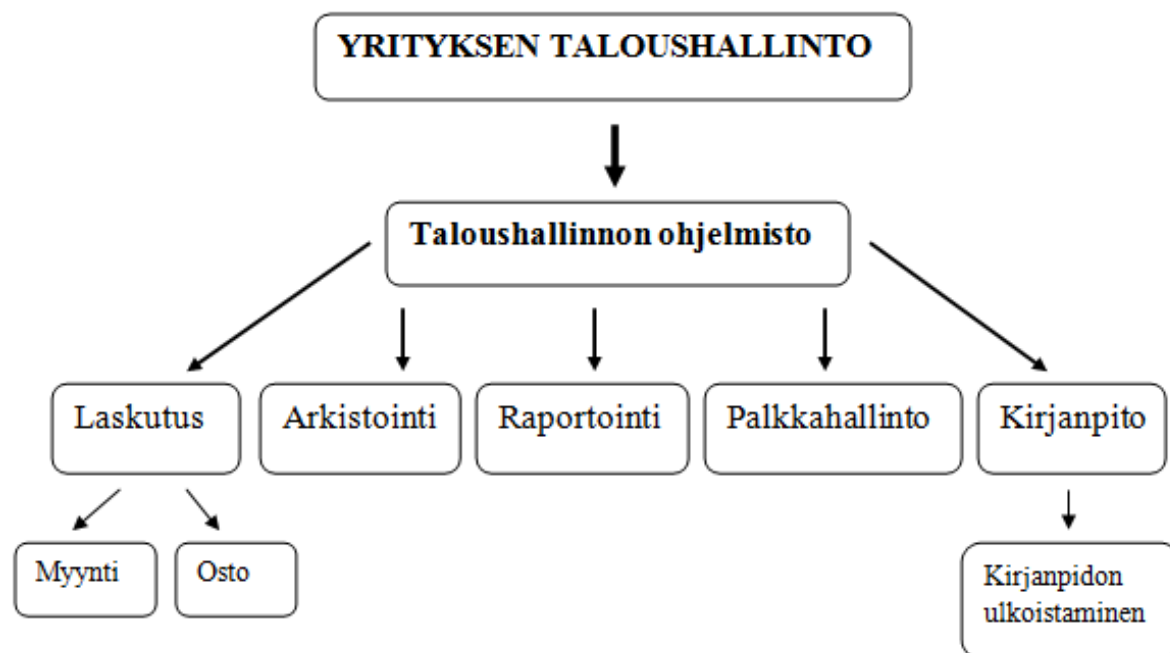 YRITYKSEN TALOUSHALLINTO
Taloushallinnon ohjelmisto
Laskutus
Arkistointi
Raportointi
Palkkahallinto
Kirjanpito
Myynti
Osto
Kirjanpidon
ulkoistaminen